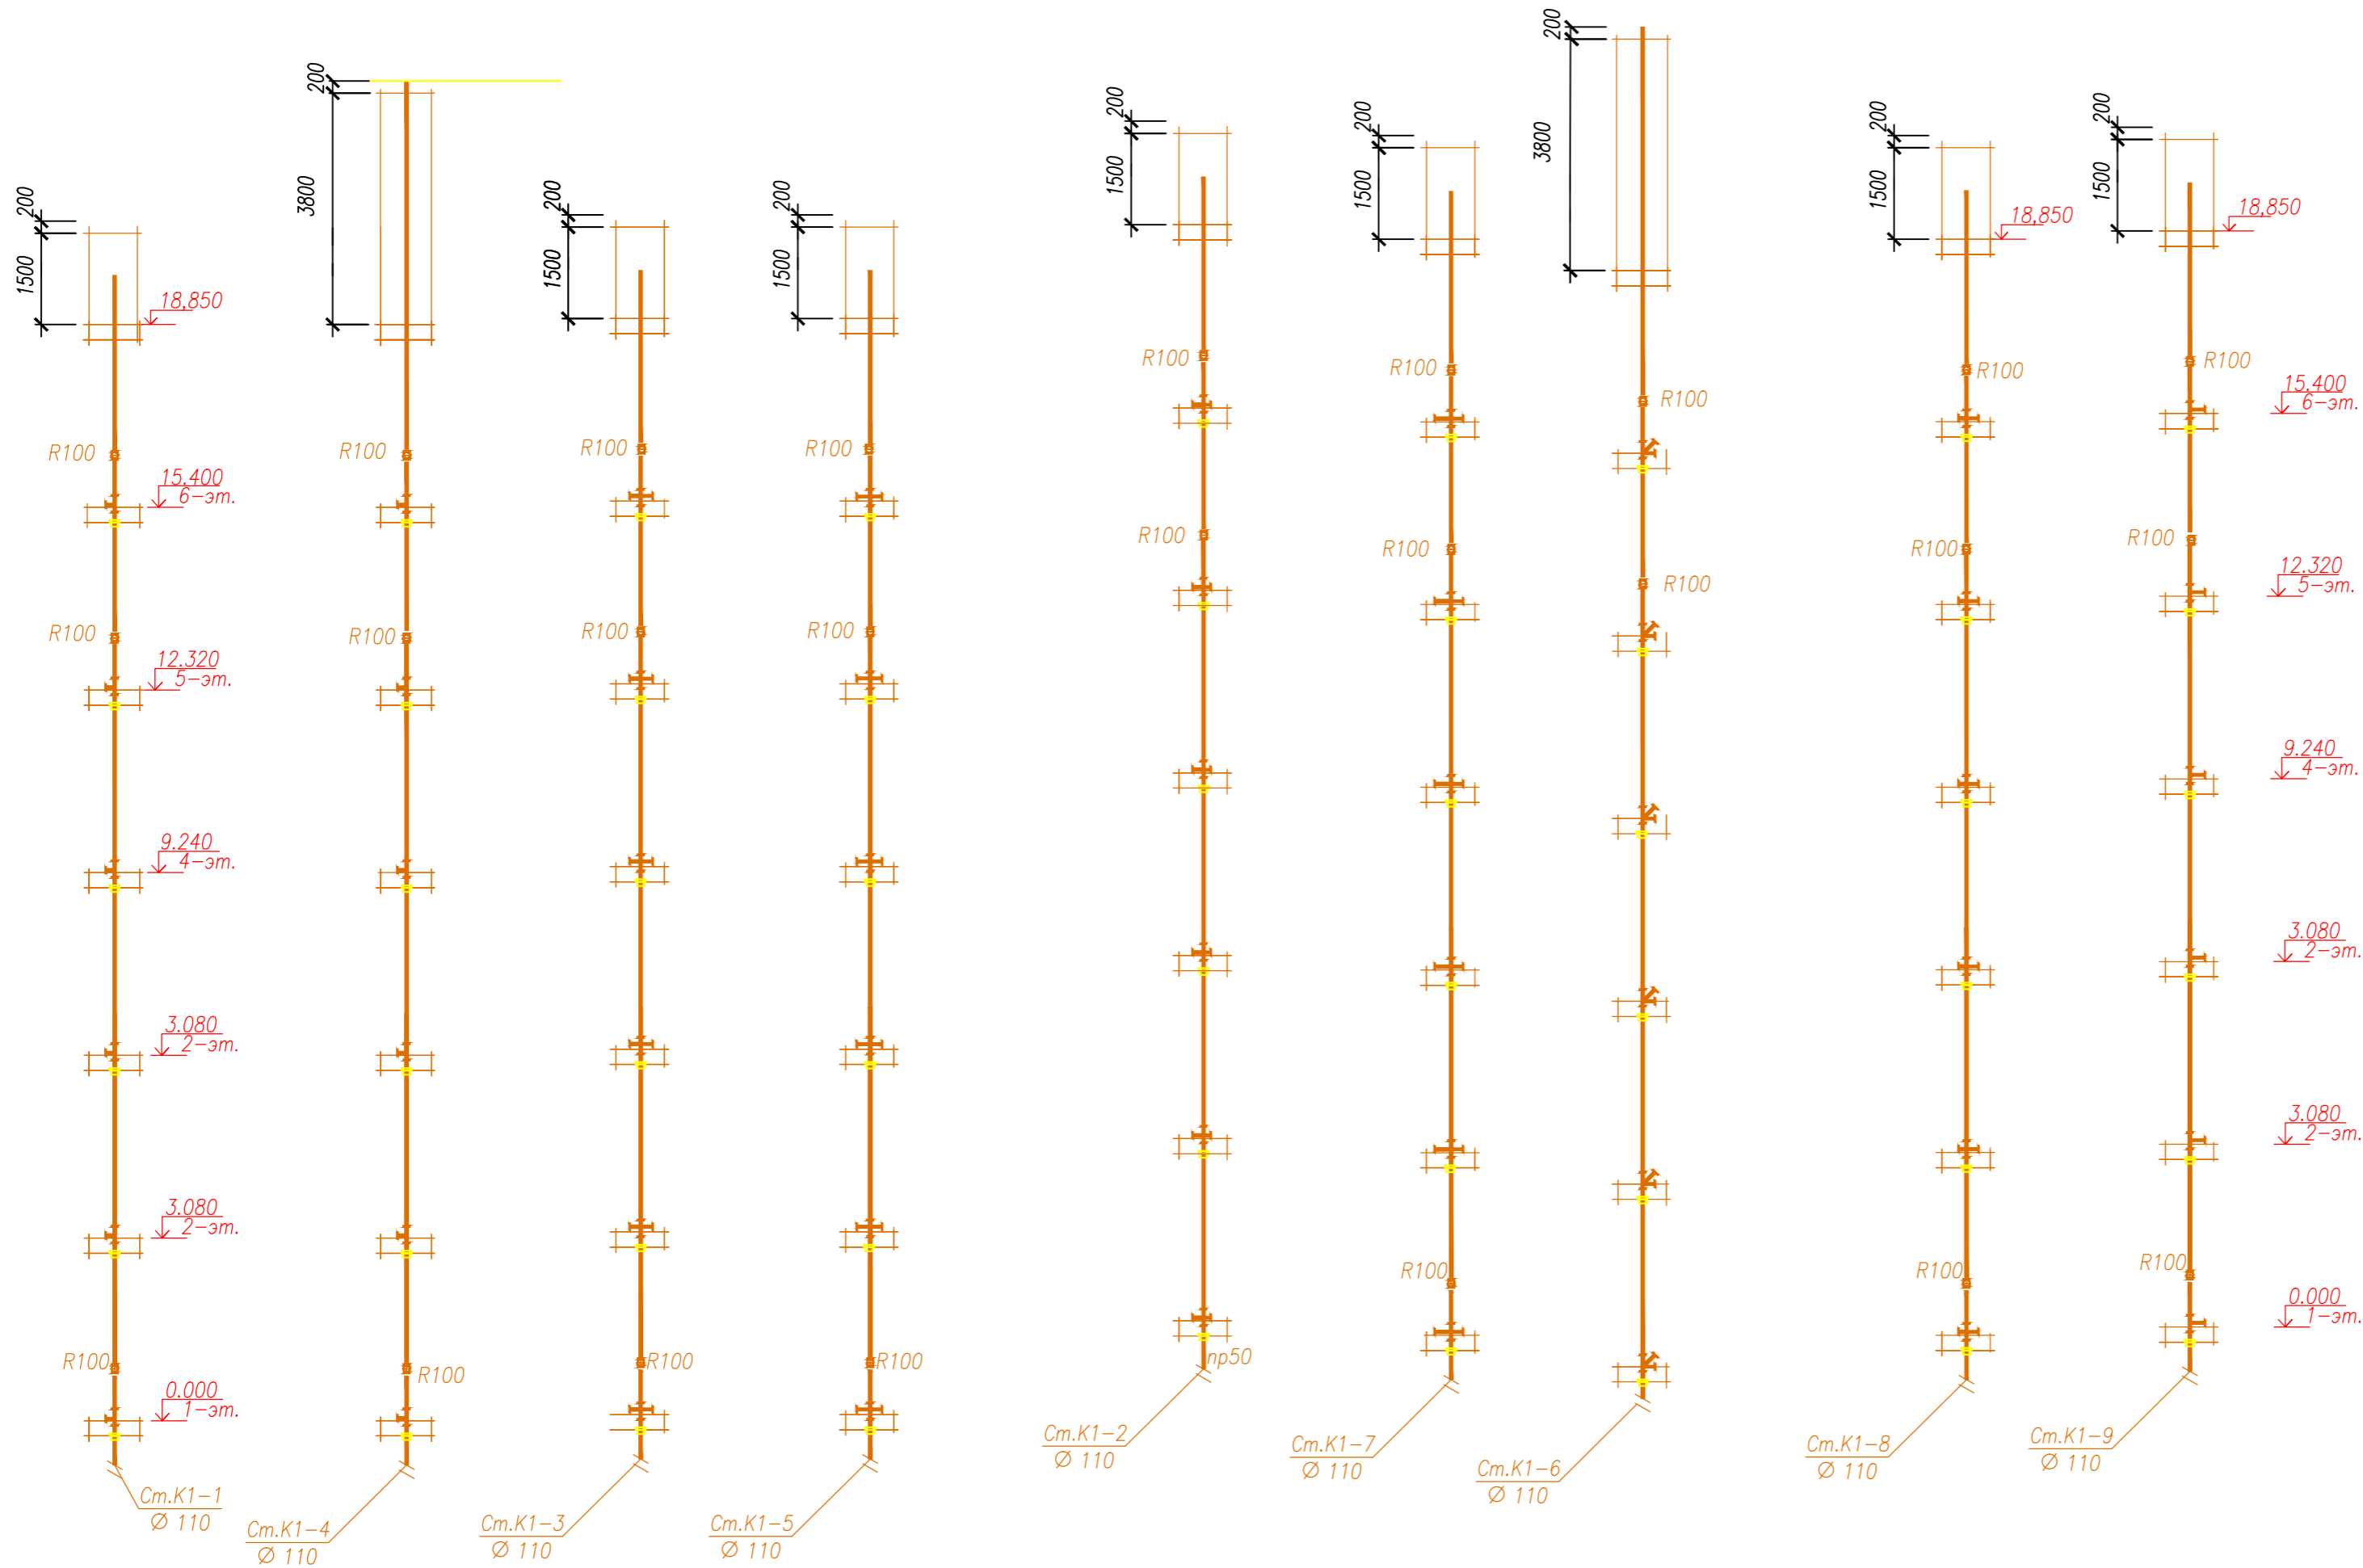 200
3800
200
1500
18,850
R100
15.400
6-эт.
R100
12.320
5-эт.
9.240
4-эт.
3.080
2-эт.
3.080
2-эт.
R100
0.000
1-эт.
Ст.К1-1
Ø 110
200
3800
R100
R100
R100
Ст.К1-4
Ø 110
200
1500
R100
R100
R100
Ст.К1-3
Ø 110
200
1500
R100
R100
R100
Ст.К1-5
Ø 110
200
1500
R100
R100
пр50
Ст.К1-2
Ø 110
200
1500
R100
R100
R100
Ст.К1-7
Ø 110
R100
R100
Ст.К1-6
Ø 110
200
1500
18,850
R100
R100
R100
Ст.К1-8
Ø 110
200
1500
18,850
R100
R100
R100
Ст.К1-9
Ø 110
15.400
6-эт.
12.320
5-эт.
9.240
4-эт.
3.080
2-эт.
3.080
2-эт.
0.000
1-эт.